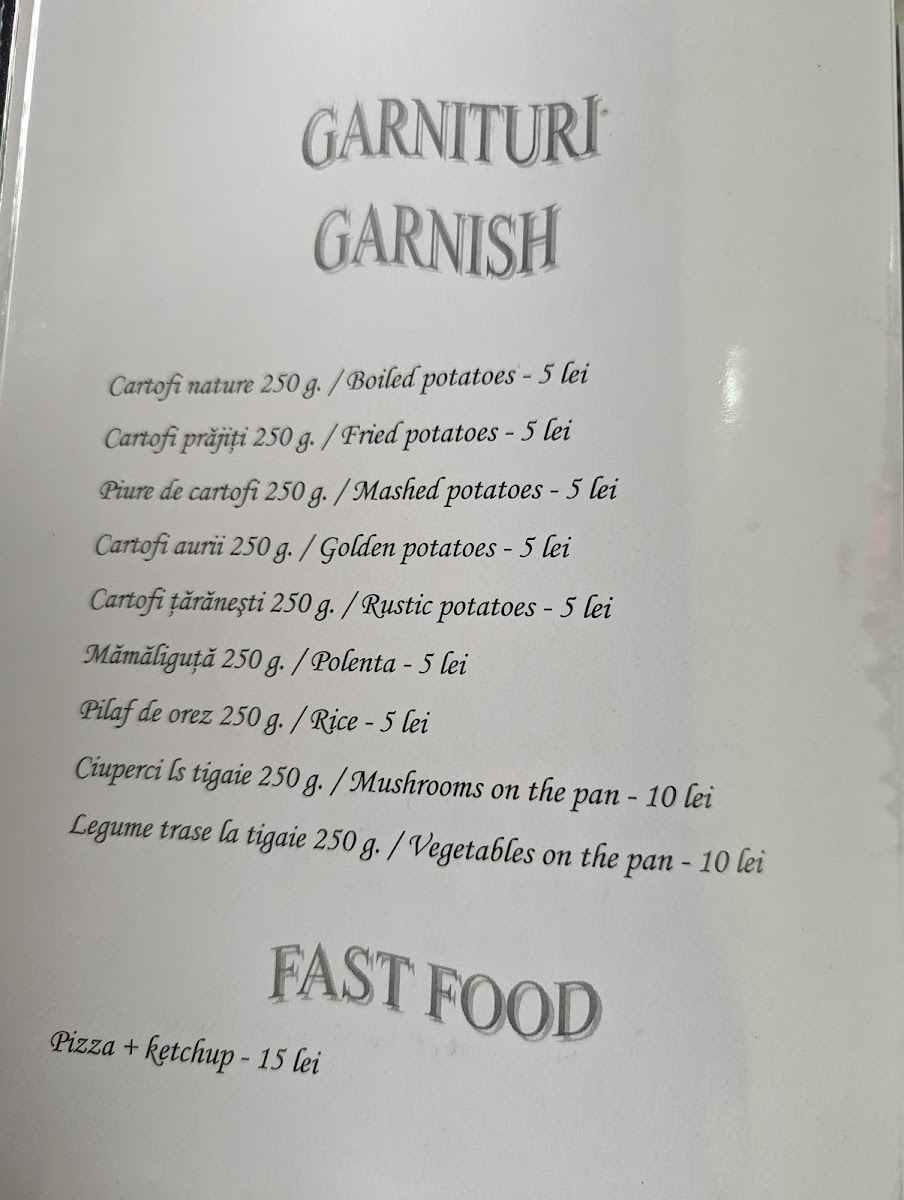 GARNITURI
GARNISH
Cartofi nature 250 g. / Boiled potatoes - 5 lei
Cartofi prăjiți 250 g. / Fried potatoes - 5 lei
Piure de cartofi 250 g. / Mashed potatoes - 5 lei
Cartofi aurii 250 g. / Golden potatoes - 5 lei
Cartofi țărăneşti 250 g. / Rustic potatoes - 5 lei
Mămăliguță 250 g. / Polenta - 5 lei
Pilaf de orez 250 g. / Rice - 5 lei
Ciuperci ls tigaie 250 g. / Mushrooms on the pan - 10 lei
Legume trase la tigaie 250 g. / Vegetables on the pan - 10 lei
FAST FOOD
Pizza + ketchup - 15 lei